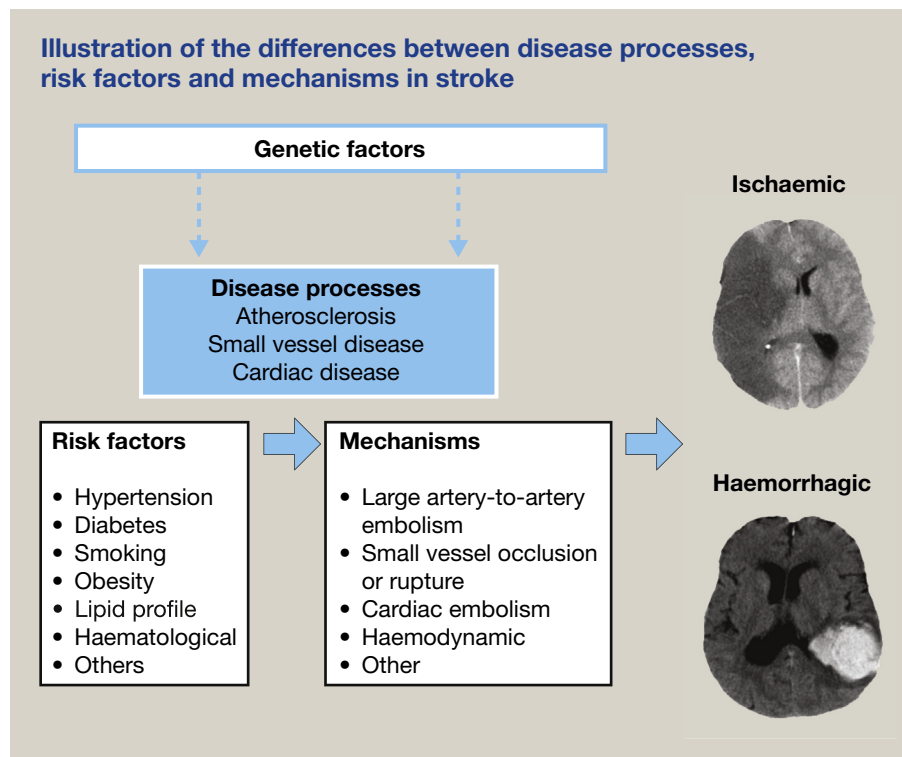 Illustration of the differences between disease processes,
risk factors and mechanisms in stroke
Genetic factors
Disease processes
Atherosclerosis
Small vessel disease
Cardiac disease
Risk factors
• Hypertension
• Diabetes
• Smoking
• Obesity
• Lipid profile
• Haematological
• Others
Mechanisms
• Large artery-to-artery
embolism
• Small vessel occlusion
or rupture
• Cardiac embolism
• Haemodynamic
• Other
Ischaemic
Haemorrhagic